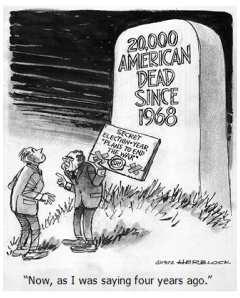 20,000
AMERICAN
DEAD
SINCE
1968
SECRET
ELECTION-YEAR
"PLANS TO END
THE WAR"
©1972 HERBLOCK
"Now, as I was saying four years ago."